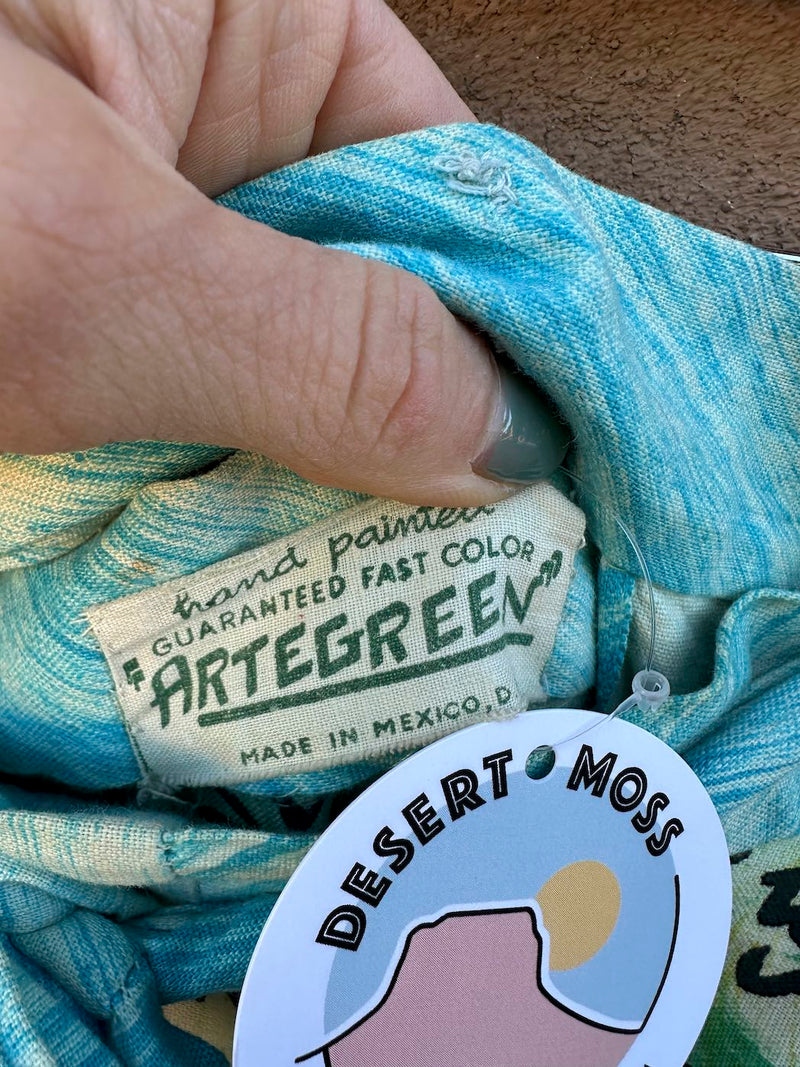 hand painted
GUARANTEED FAST COLOR
"ARTEGREEN"
MADE IN MEXICO, D
DESERT MOSS